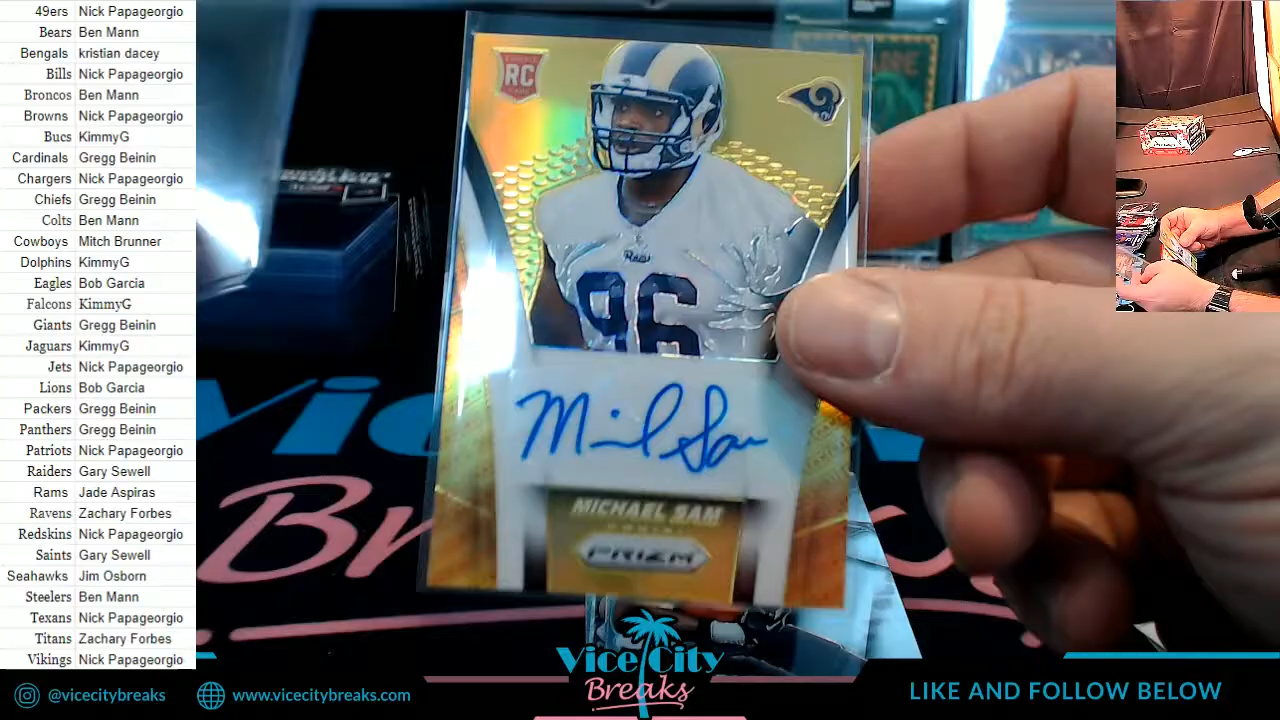 49ers Nick Papageorgio
Bears Ben Mann
Bengals kristian dacey
Bills Nick Papageorgio
Broncos Ben Mann
Browns Nick Papageorgio
Bucs KimmyG
Cardinals Gregg Beinin
Chargers Nick Papageorgio
Chiefs Gregg Beinin
Colts Ben Mann
Cowboys Mitch Brunner
Dolphins KimmyG
Eagles Bob Garcia
Falcons KimmyG
Giants Gregg Beinin
Jaguars KimmyG
Jets Nick Papageorgio
Lions Bob Garcia
Packers Gregg Beinin
Panthers Gregg Beinin
Patriots Nick Papageorgio
Raiders Gary Sewell
Rams Jade Aspiras
Ravens Zachary Forbes
Redskins Nick Papageorgio
Saints Gary Sewell
Seahawks Jim Osborn
Steelers Ben Mann
Texans Nick Papageorgio
Titans Zachary Forbes
Vikings Nick Papageorgio
RC
Rams
96
Michael Sam
MICHAEL SAM
PRIZM
Vice City
Breaks
@vicecitybreaks
www.vicecitybreaks.com
LIKE AND FOLLOW BELOW